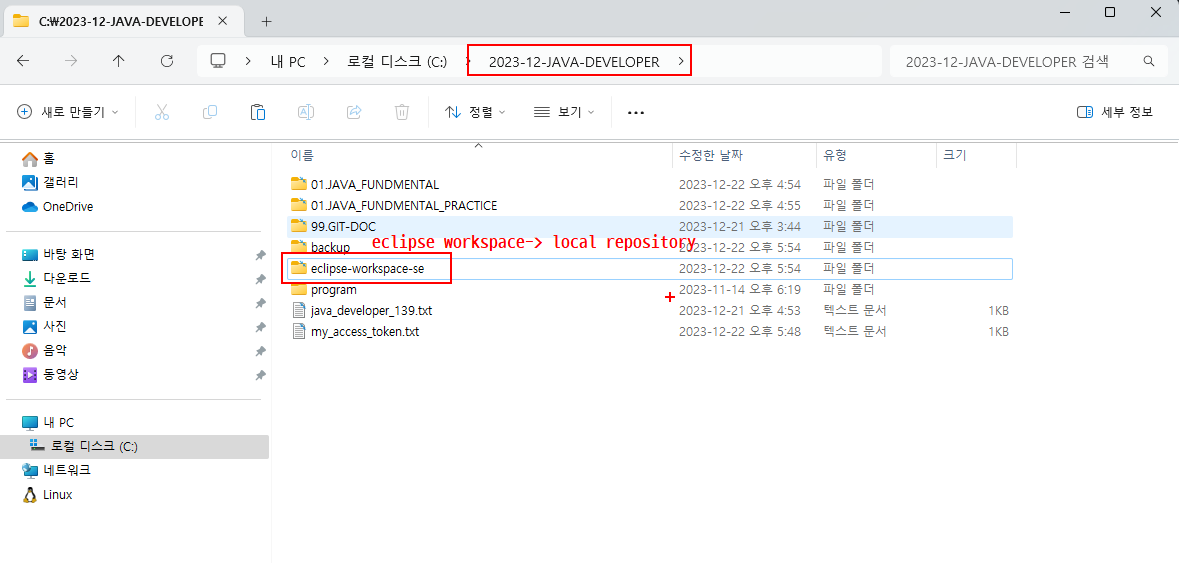 C:₩2023-12-JAVA-DEVELOPE
내 PC 로컬 디스크 (C:) 2023-12-JAVA-DEVELOPER 2023-12-JAVA-DEVELOPER 검색
새로 만들기 정렬 보기 세부 정보
홈
갤러리
OneDrive
바탕 화면
다운로드
문서
사진
음악
동영상
내 PC
로컬 디스크 (C:)
네트워크
Linux
이름 수정한 날짜 유형 크기
01.JAVA_FUNDMENTAL 2023-12-22 오후 4:54 파일 폴더
01.JAVA_FUNDMENTAL_PRACTICE 2023-12-22 오후 4:55 파일 폴더
99.GIT-DOC 2023-12-21 오후 3:44 파일 폴더
eclipse workspace-> local repository
backup 2023-12-22 오후 5:54 파일 폴더
eclipse-workspace-se 2023-12-22 오후 5:54 파일 폴더
program 2023-11-14 오후 6:19 파일 폴더
java_developer_139.txt 2023-12-21 오후 4:53 텍스트 문서 1KB
my_access_token.txt 2023-12-22 오후 5:48 텍스트 문서 1KB